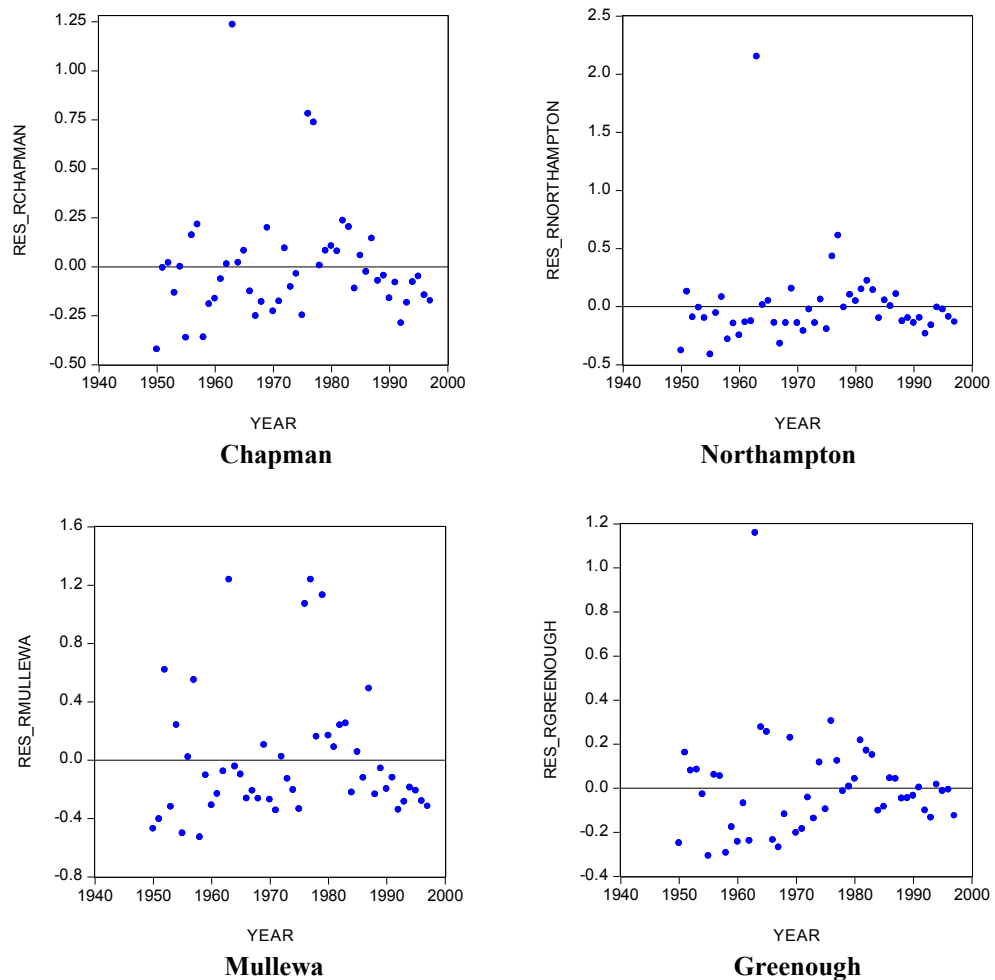 1.25
1.00
0.75
0.50
0.25
0.00
-0.25
-0.50
RES_RCHAPMAN
1940 1950 1960 1970 1980 1990 2000
YEAR
Chapman
2.5
2.0
1.5
1.0
0.5
0.0
-0.5
RES_RNORTHAMPTON
1940 1950 1960 1970 1980 1990 2000
YEAR
Northampton
1.6
1.2
0.8
0.4
0.0
-0.4
-0.8
RES_RMULLEWA
1940 1950 1960 1970 1980 1990 2000
YEAR
Mullewa
1.2
1.0
0.8
0.6
0.4
0.2
0.0
-0.2
-0.4
RES_RGREENOUGH
1940 1950 1960 1970 1980 1990 2000
YEAR
Greenough